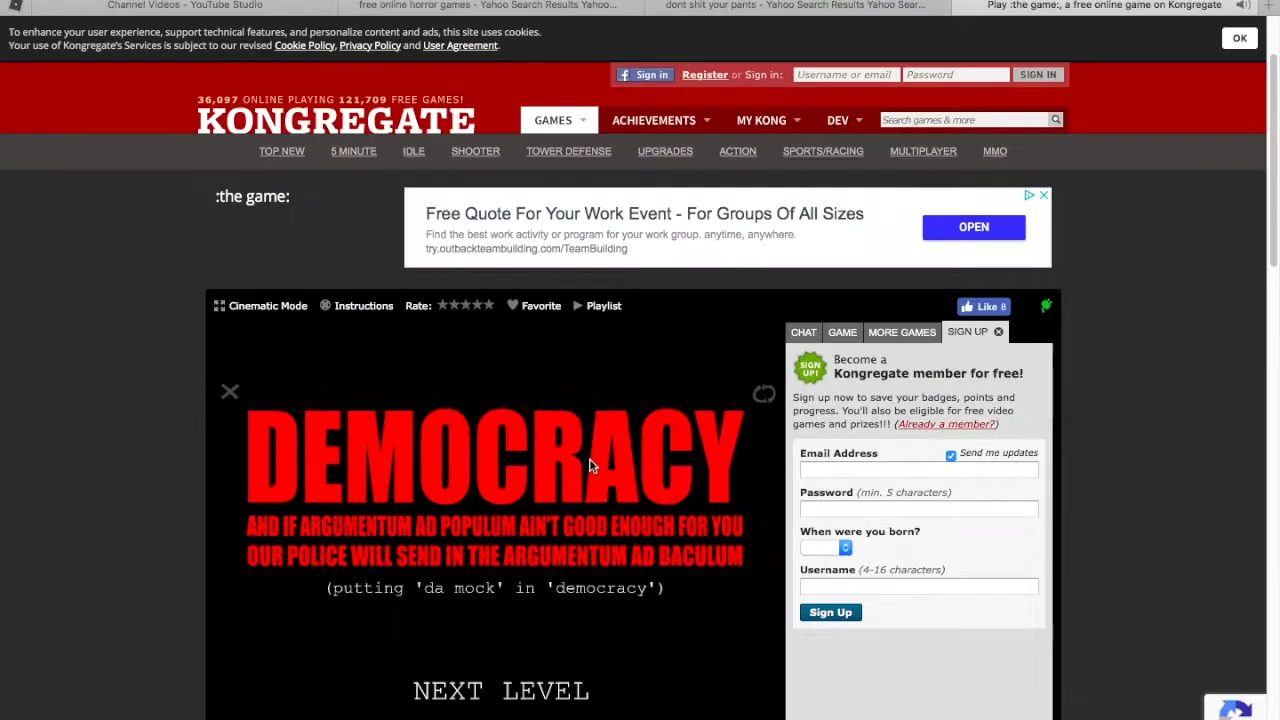 Channel Videos - YouTube Studio
free online horror games - Yahoo Search Results Yahoo...
dont shit your pants - Yahoo Search Results Yahoo Sear...
Play :the game:, a free online game on Kongregate
To enhance your user experience, support technical features, and personalize content and ads, this site uses cookies.
Your use of Kongregate's Services is subject to our revised Cookie Policy, Privacy Policy and User Agreement.
OK
f Sign in Register or Sign in: Username or email Password SIGN IN
36,097 ONLINE PLAYING 121,709 FREE GAMES!
KONGREGATE
GAMES ACHIEVEMENTS MY KONG DEV Search games & more
TOP NEW 5 MINUTE IDLE SHOOTER TOWER DEFENSE UPGRADES ACTION SPORTS/RACING MULTIPLAYER MMO
:the game:
Free Quote For Your Work Event - For Groups Of All Sizes
Find the best work activity or program for your work group. anytime, anywhere.
try.outbackteambuilding.com/TeamBuilding
OPEN
Cinematic Mode Instructions Rate: Favorite Playlist Like 8
CHAT GAME MORE GAMES SIGN UP
SIGN UP!
Become a
Kongregate member for free!
Sign up now to save your badges, points and
progress. You'll also be eligible for free video
games and prizes!!! (Already a member?)
Email Address Send me updates
Password (min. 5 characters)
When were you born?
Username (4-16 characters)
Sign Up
DEMOCRACY
AND IF ARGUMENTUM AD POPULUM AIN'T GOOD ENOUGH FOR YOU
OUR POLICE WILL SEND IN THE ARGUMENTUM AD BACULUM
(putting 'da mock' in 'democracy')
NEXT LEVEL